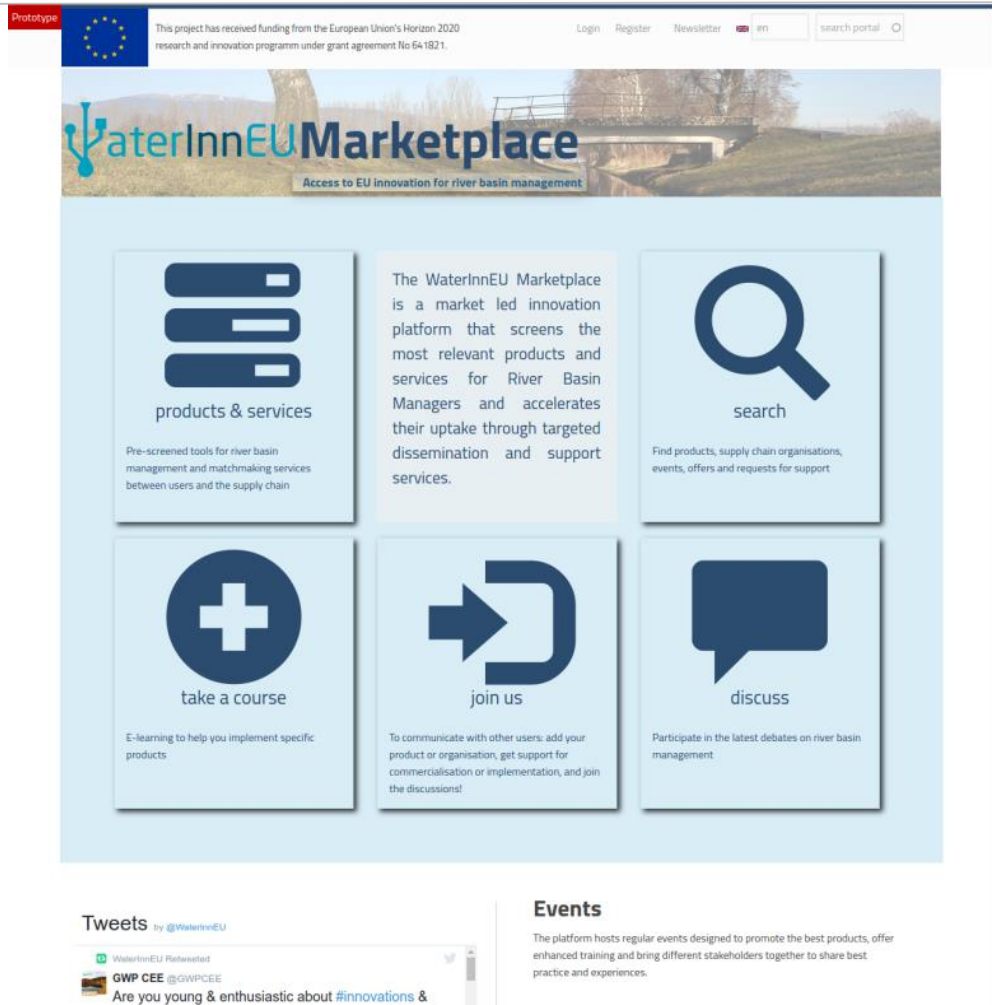 Prototype
This project has received funding from the European Union's Horizon 2020
research and innovation programm under grant agreement No 641821.
Login Register Newsletter en search portal
WaterInnEUMarketplace
Access to EU innovation for river basin management
products & services
Pre-screened tools for river basin
management and matchmaking services
between users and the supply chain
The WaterInnEU Marketplace
is a market led innovation
platform that screens the
most relevant products and
services for River Basin
Managers and accelerates
their uptake through targeted
dissemination and support
services.
search
Find products, supply chain organisations,
events, offers and requests for support
take a course
E-learning to help you implement specific
products
join us
To communicate with other users: add your
product or organisation, get support for
commercialisation or implementation, and join
the discussions!
discuss
Participate in the latest debates on river basin
management
Tweets by @WaterInnEU
WaterInnEU Retweeted
GWP CEE @GWPCEE
Are you young & enthusiastic about #innovations &
Events
The platform hosts regular events designed to promote the best products, offer
enhanced training and bring different stakeholders together to share best
practice and experiences.